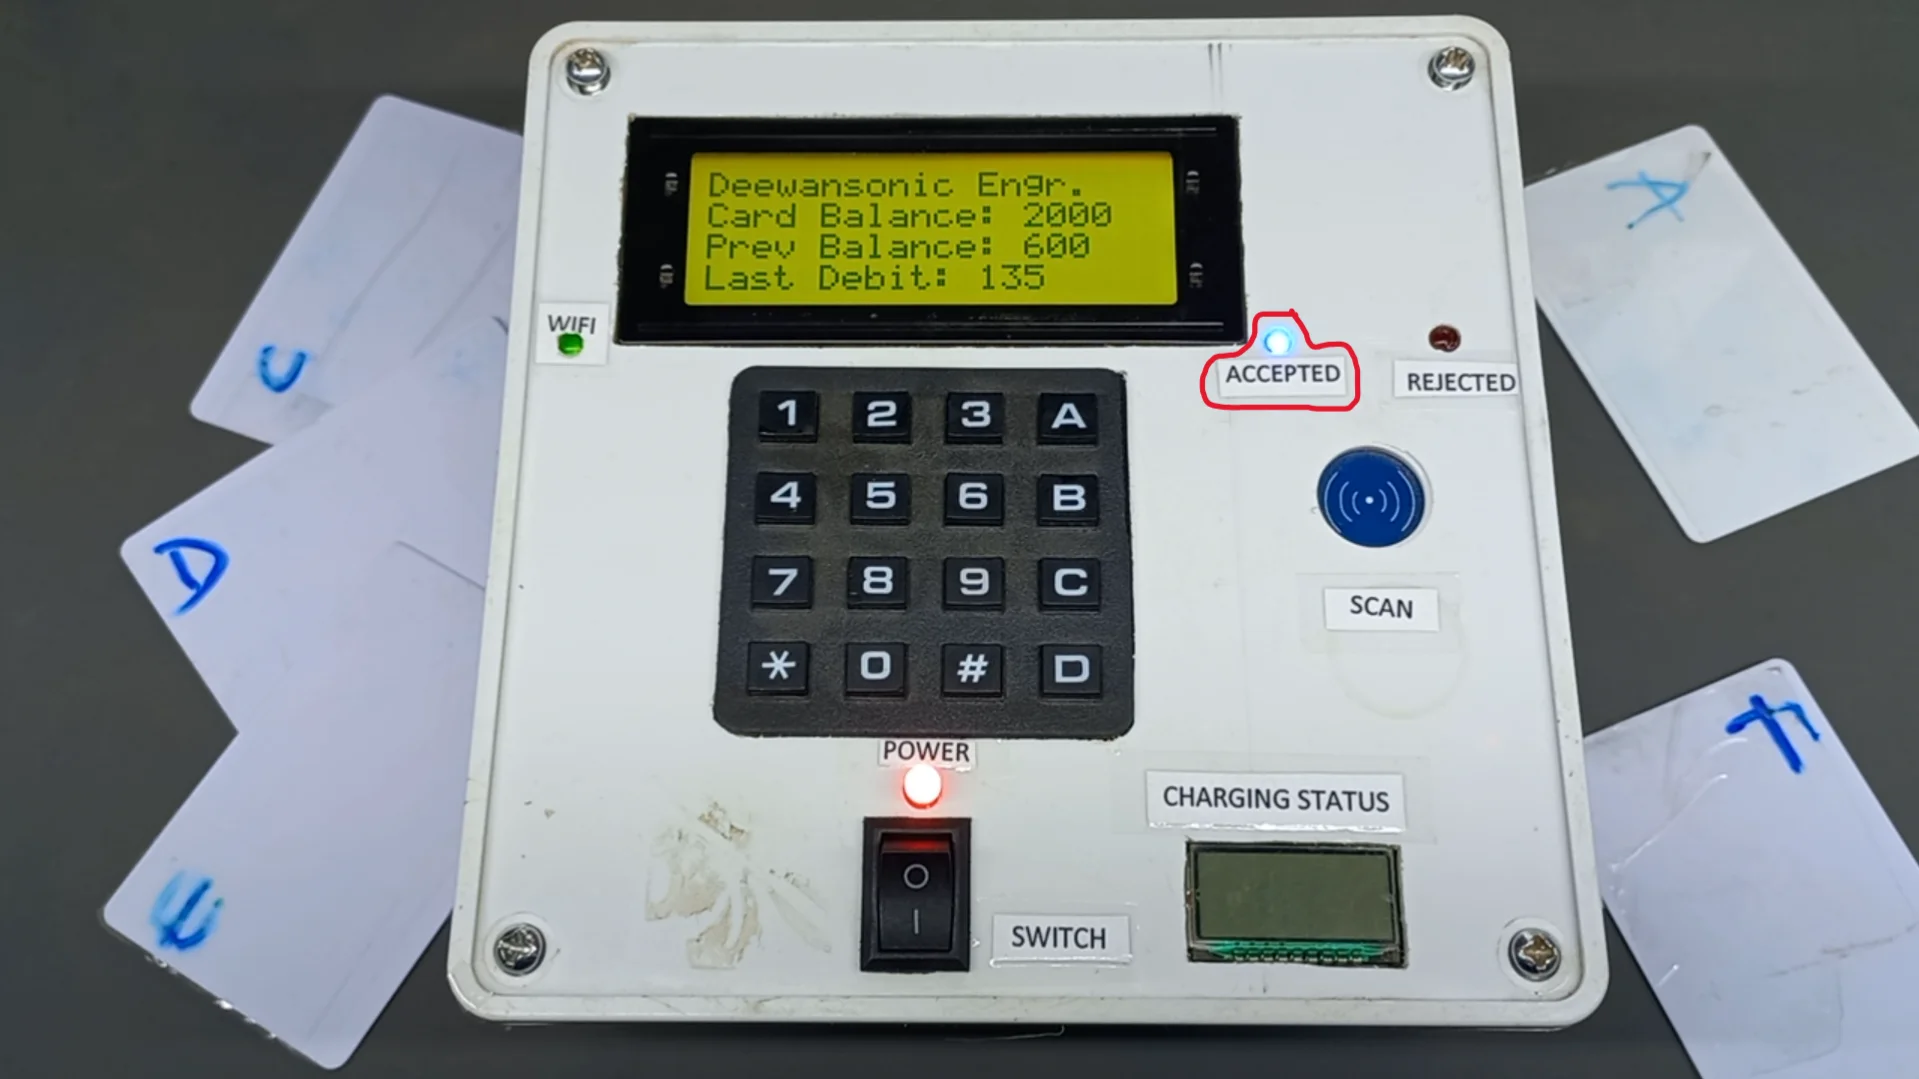 Deewansonic Engr.
Card Balance: 2000
Prev Balance: 600
Last Debit: 135
WIFI
ACCEPTED
REJECTED
1 2 3 A
4 5 6 B
7 8 9 C
* 0 # D
SCAN
POWER
CHARGING STATUS
SWITCH
A
D